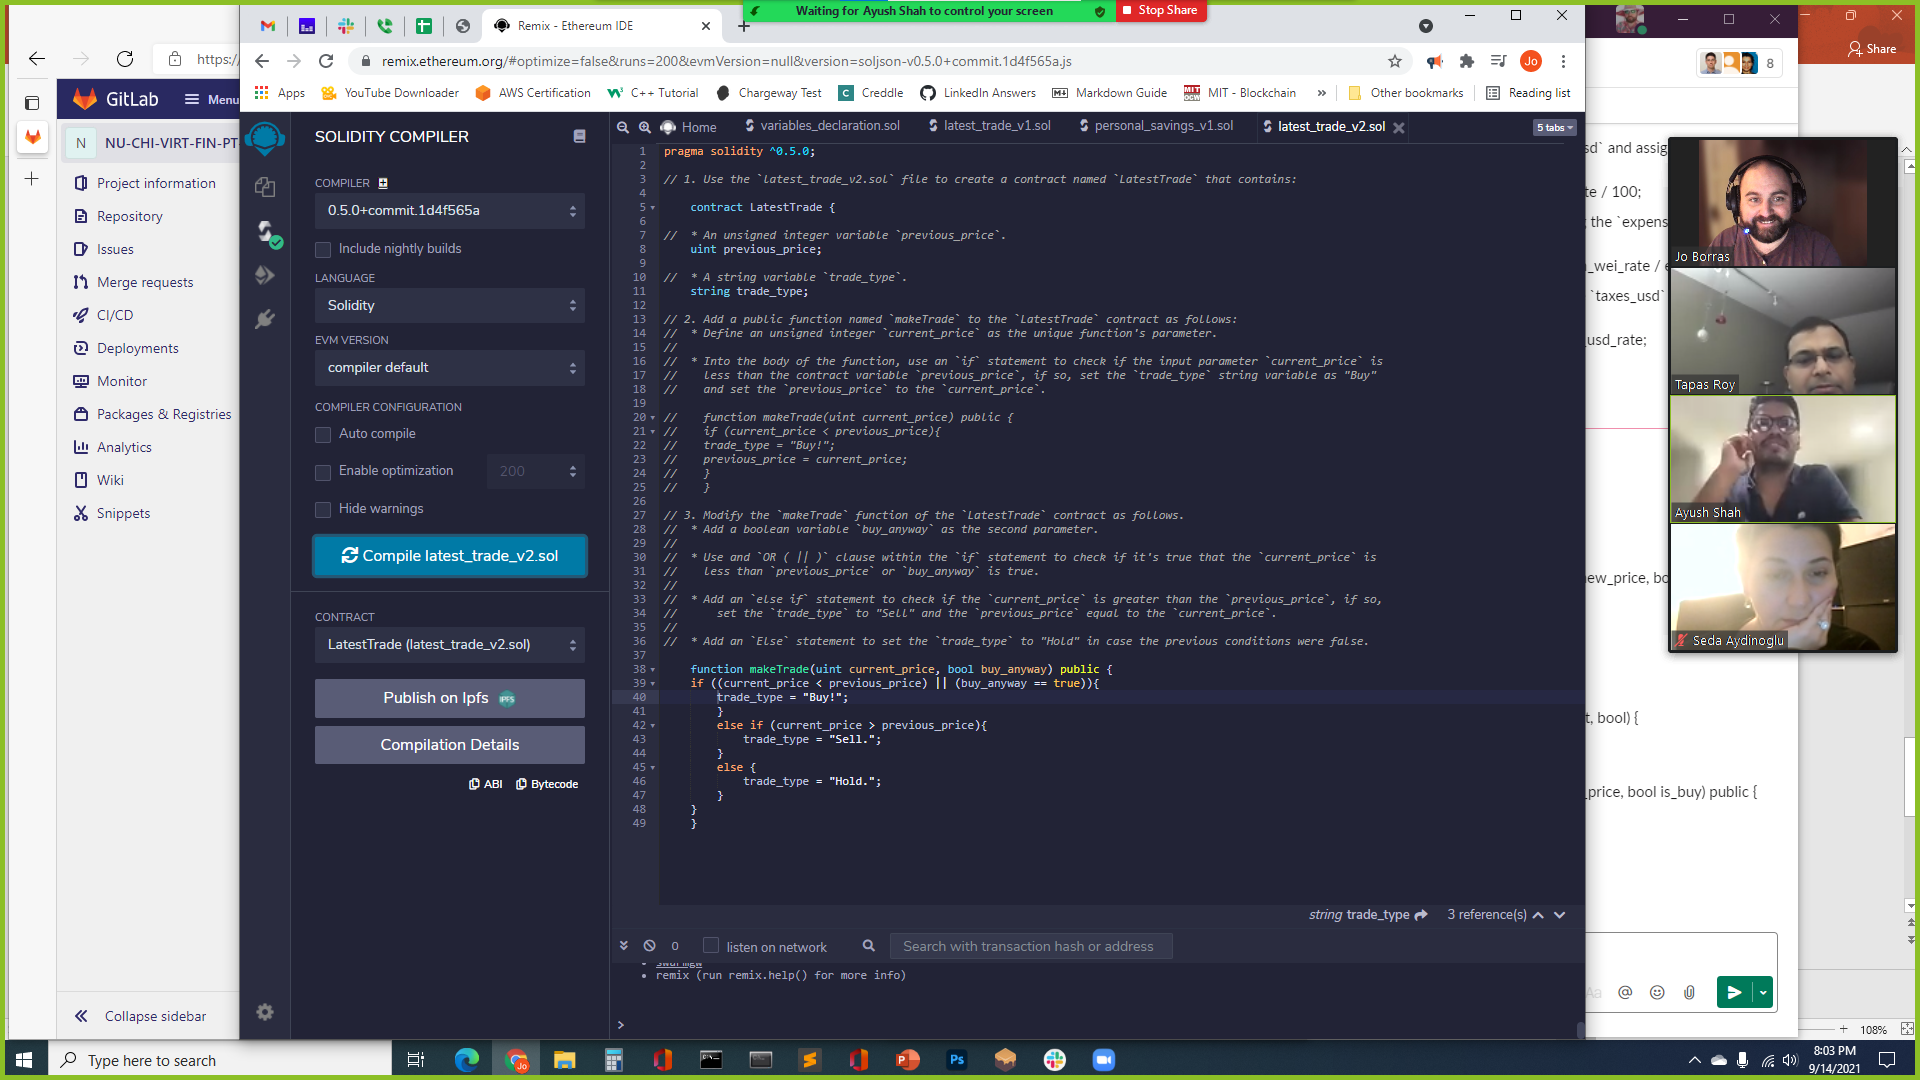 Waiting for Ayush Shah to control your screen
Stop Share
Remix - Ethereum IDE
remix.ethereum.org/#optimize=false&runs=200&evmVersion=null&version=soljson-v0.5.0+commit.1d4f565a.js
https:/
Jo
Share
Apps
YouTube Downloader
AWS Certification
C++ Tutorial
Chargeway Test
Creddle
LinkedIn Answers
Markdown Guide
MIT - Blockchain
»
Other bookmarks
Reading list
8
GitLab
Menu
N
NU-CHI-VIRT-FIN-PT
Project information
Repository
Issues
Merge requests
CI/CD
Deployments
Monitor
Packages & Registries
Analytics
Wiki
Snippets
Collapse sidebar
SOLIDITY COMPILER
COMPILER
0.5.0+commit.1d4f565a
Include nightly builds
LANGUAGE
Solidity
EVM VERSION
compiler default
COMPILER CONFIGURATION
Auto compile
Enable optimization
200
Hide warnings
Compile latest_trade_v2.sol
CONTRACT
LatestTrade (latest_trade_v2.sol)
Publish on Ipfs
IPFS
Compilation Details
ABI
Bytecode
Home
variables_declaration.sol
latest_trade_v1.sol
personal_savings_v1.sol
latest_trade_v2.sol
5 tabs
1 pragma solidity ^0.5.0;
2
3 // 1. Use the `latest_trade_v2.sol` file to create a contract named `LatestTrade` that contains:
4
5 contract LatestTrade {
6
7 // * An unsigned integer variable `previous_price`.
8 uint previous_price;
9
10 // * A string variable `trade_type`.
11 string trade_type;
12
13 // 2. Add a public function named `makeTrade` to the `LatestTrade` contract as follows:
14 // * Define an unsigned integer `current_price` as the unique function's parameter.
15 //
16 // * Into the body of the function, use an `if` statement to check if the input parameter `current_price` is
17 // less than the contract variable `previous_price`, if so, set the `trade_type` string variable as "Buy"
18 // and set the `previous_price` to the `current_price`.
19
20 // function makeTrade(uint current_price) public {
21 // if (current_price < previous_price){
22 // trade_type = "Buy!";
23 // previous_price = current_price;
24 // }
25 // }
26
27 // 3. Modify the `makeTrade` function of the `LatestTrade` contract as follows.
28 // * Add a boolean variable `buy_anyway` as the second parameter.
29 //
30 // * Use and `OR ( || )` clause within the `if` statement to check if it's true that the `current_price` is
31 // less than `previous_price` or `buy_anyway` is true.
32 //
33 // * Add an `else if` statement to check if the `current_price` is greater than the `previous_price`, if so,
34 // set the `trade_type` to "Sell" and the `previous_price` equal to the `current_price`.
35 //
36 // * Add an `Else` statement to set the `trade_type` to "Hold" in case the previous conditions were false.
37
38 function makeTrade(uint current_price, bool buy_anyway) public {
39 if ((current_price < previous_price) || (buy_anyway == true)){
40 trade_type = "Buy!";
41 }
42 else if (current_price > previous_price){
43 trade_type = "Sell.";
44 }
45 else {
46 trade_type = "Hold.";
47 }
48 }
49 }
string trade_type
3 reference(s)
0
listen on network
Search with transaction hash or address
swarmgw
remix (run remix.help() for more info)
>
sd` and assig
te / 100;
g the `expens
n_wei_rate / e
`taxes_usd`
_usd_rate;
new_price, bo
t, bool) {
_price, bool is_buy) public {
Jo Borras
Tapas Roy
Ayush Shah
Seda Aydinoglu
Aa
108%
Type here to search
Jo
Ps
8:03 PM
9/14/2021